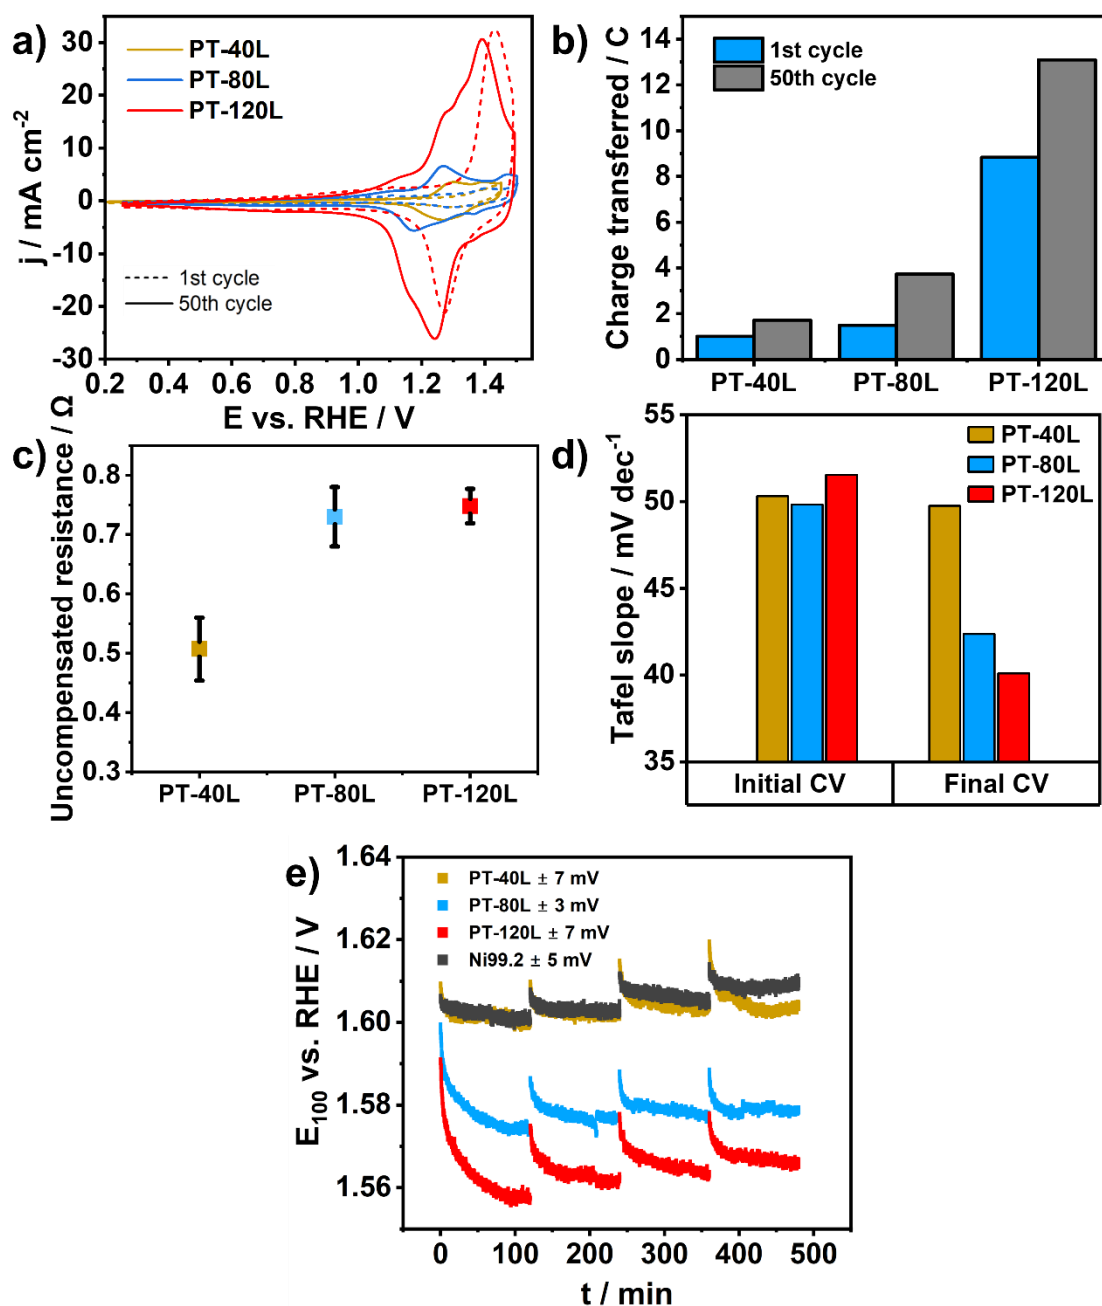 a)
PT-40L
PT-80L
PT-120L
1st cycle
50th cycle
j / mA cm-2
30
20
10
0
-10
-20
-30
0.2 0.4 0.6 0.8 1.0 1.2 1.4
E vs. RHE / V
b)
1st cycle
50th cycle
Charge transferred / C
14
12
10
8
6
4
2
0
PT-40L PT-80L PT-120L
c)
Uncompensated resistance / Ω
0.8
0.7
0.6
0.5
0.4
0.3
PT-40L PT-80L PT-120L
d)
PT-40L
PT-80L
PT-120L
Tafel slope / mV dec-1
55
50
45
40
35
Initial CV Final CV
e)
PT-40L ± 7 mV
PT-80L ± 3 mV
PT-120L ± 7 mV
Ni99.2 ± 5 mV
E100 vs. RHE / V
1.64
1.62
1.60
1.58
1.56
0 100 200 300 400 500
t / min